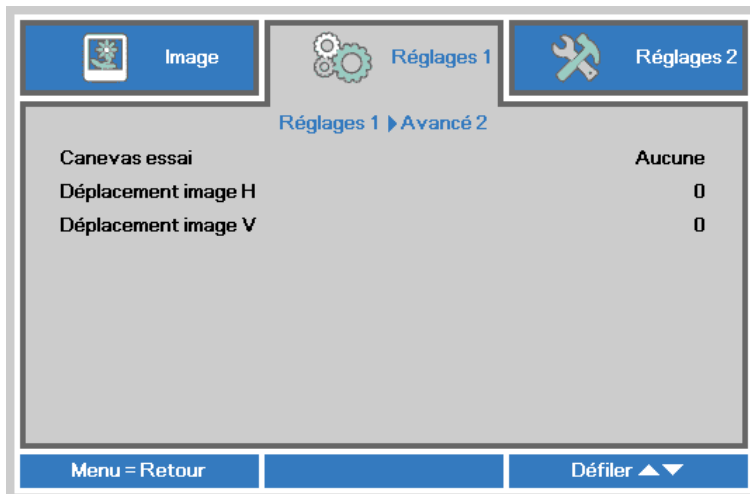 Image
Réglages 1
Réglages 2
Réglages 1 ▶ Avancé 2
Canevas essai Aucune
Déplacement image H 0
Déplacement image V 0
Menu = Retour
Défiler ▲▼